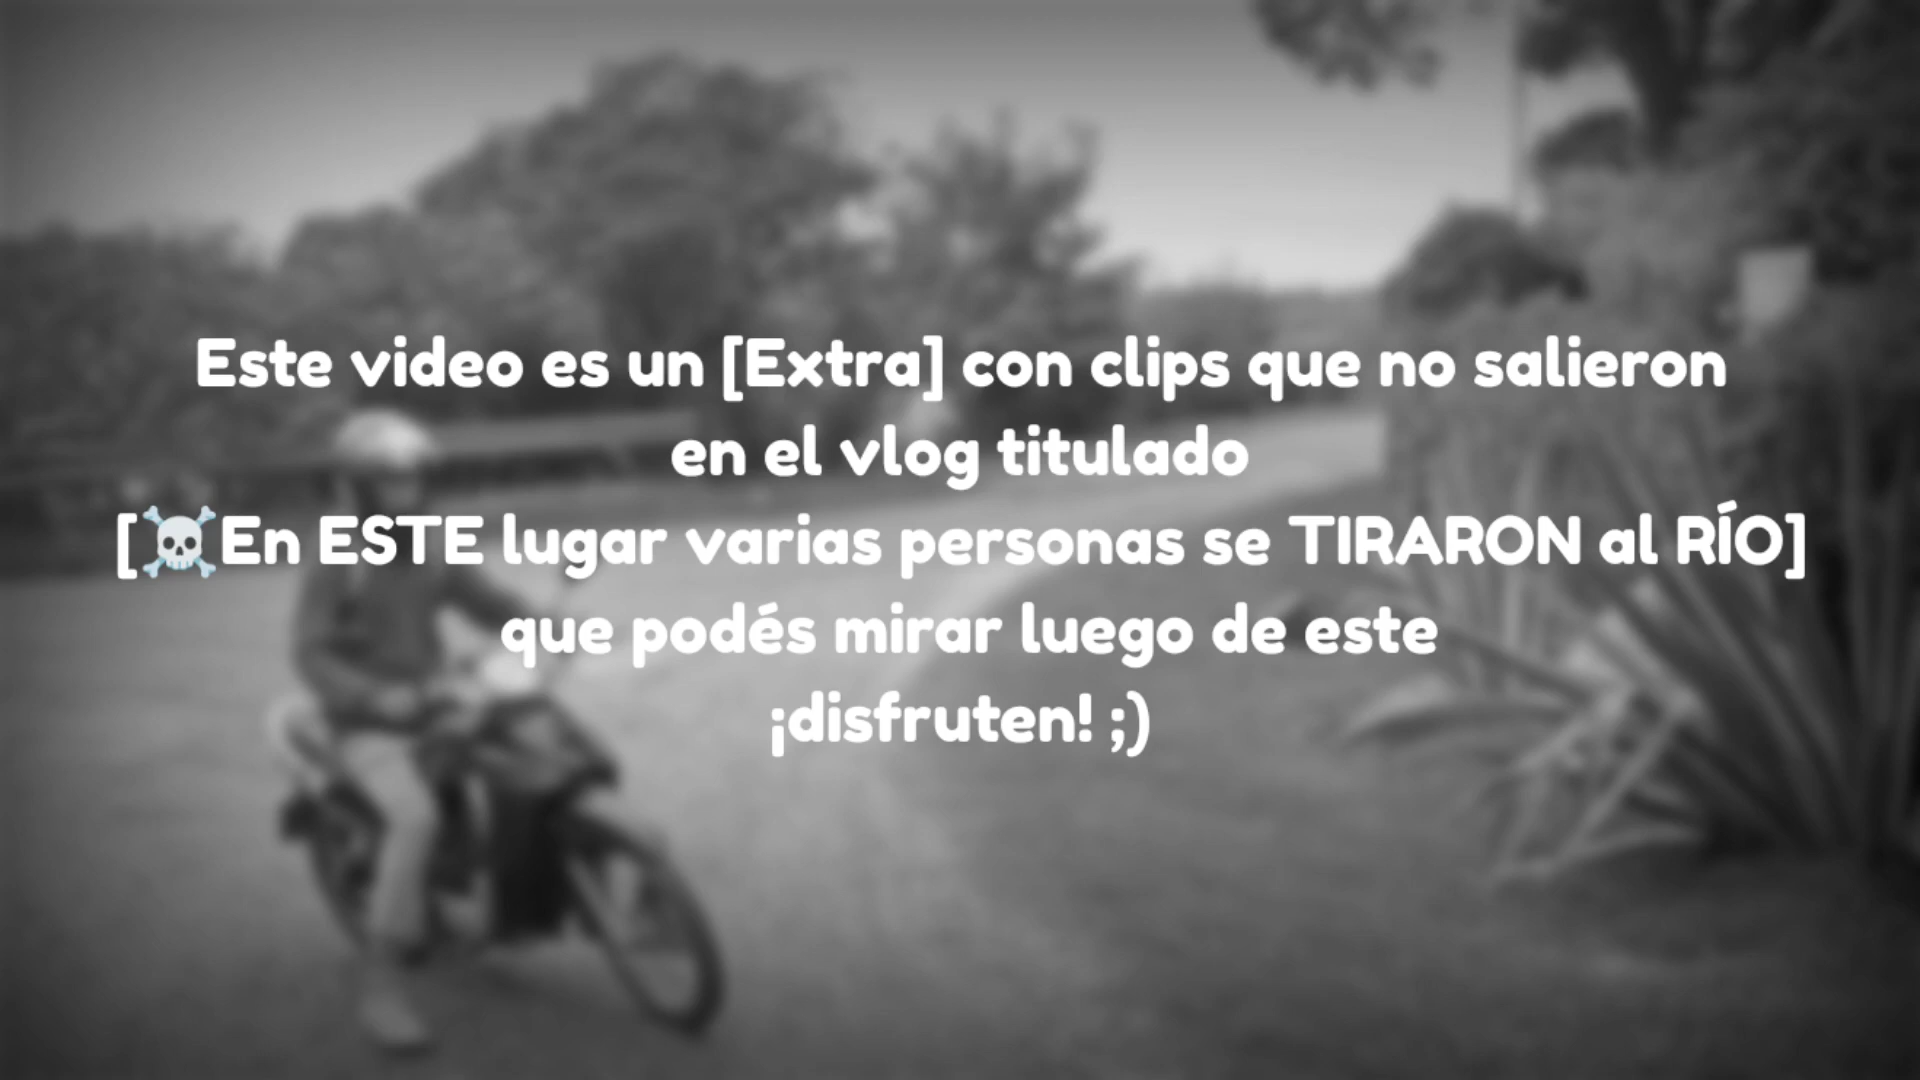 Este video es un [Extra] con clips que no salieron
en el vlog titulado
[☠️En ESTE lugar varias personas se TIRARON al RÍO]
que podés mirar luego de este
¡disfruten! ;)